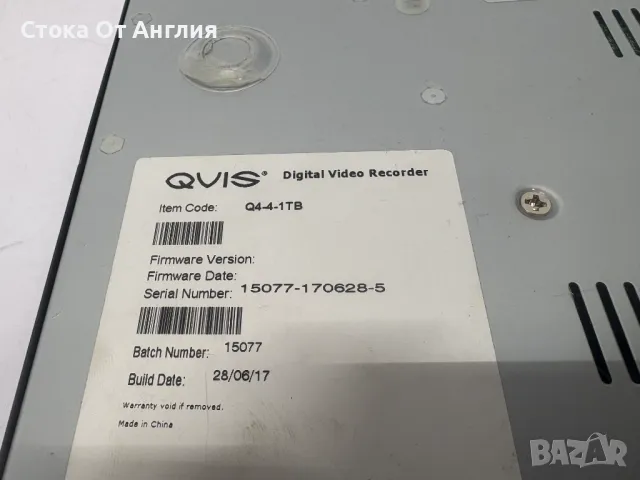 Стока От Англия
QVIS® Digital Video Recorder
Item Code: Q4-4-1TB
Firmware Version:
Firmware Date:
Serial Number: 15077-170628-5
Batch Number: 15077
Build Date: 28/06/17
Warranty void if removed.
Made in China
BAZAR